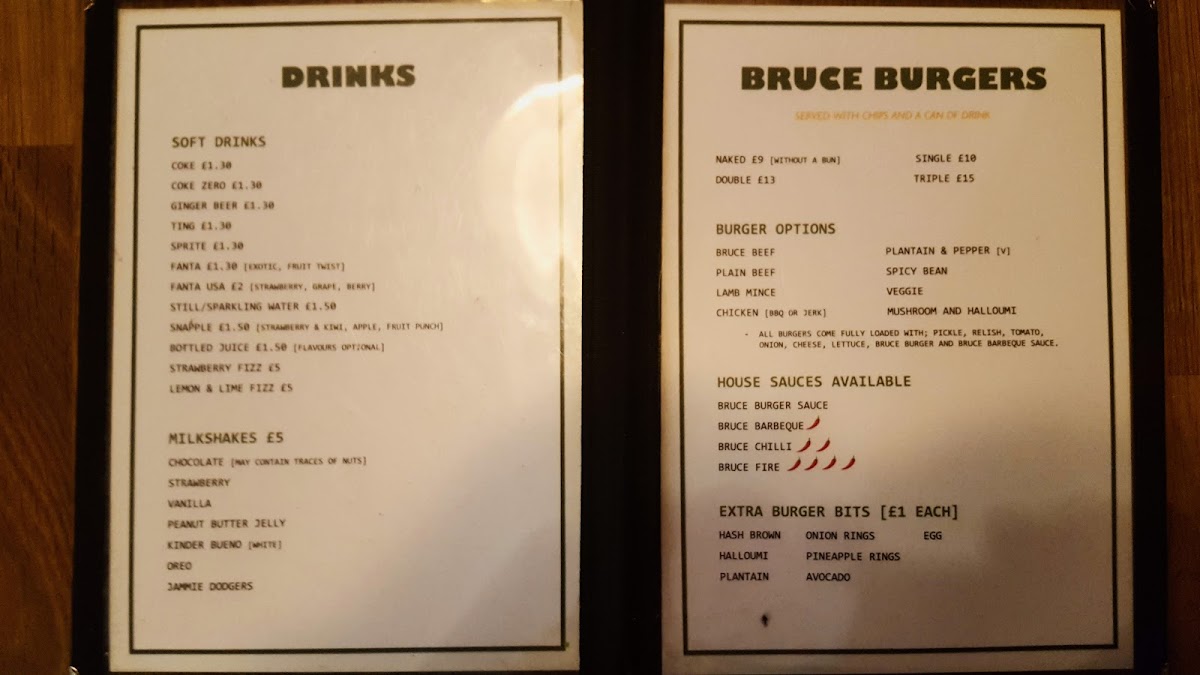 DRINKS
SOFT DRINKS
COKE £1.30
COKE ZERO £1.30
GINGER BEER £1.30
TING £1.30
SPRITE £1.30
FANTA £1.30 [EXOTIC, FRUIT TWIST]
FANTA USA £2 [STRAWBERRY, GRAPE, BERRY]
STILL/SPARKLING WATER £1.50
SNAPPLE £1.50 [STRAWBERRY & KIWI, APPLE, FRUIT PUNCH]
BOTTLED JUICE £1.50 [FLAVOURS OPTIONAL]
STRAWBERRY FIZZ £5
LEMON & LIME FIZZ £5
MILKSHAKES £5
CHOCOLATE [MAY CONTAIN TRACES OF NUTS]
STRAWBERRY
VANILLA
PEANUT BUTTER JELLY
KINDER BUENO [WHITE]
OREO
JAMMIE DODGERS
BRUCE BURGERS
SERVED WITH CHIPS AND A CAN OF DRINK
NAKED £9 [WITHOUT A BUN] SINGLE £10
DOUBLE £13 TRIPLE £15
BURGER OPTIONS
BRUCE BEEF PLANTAIN & PEPPER [V]
PLAIN BEEF SPICY BEAN
LAMB MINCE VEGGIE
CHICKEN [BBQ OR JERK] MUSHROOM AND HALLOUMI
- ALL BURGERS COME FULLY LOADED WITH; PICKLE, RELISH, TOMATO,
ONION, CHEESE, LETTUCE, BRUCE BURGER AND BRUCE BARBEQUE SAUCE.
HOUSE SAUCES AVAILABLE
BRUCE BURGER SAUCE
BRUCE BARBEQUE
BRUCE CHILLI
BRUCE FIRE
EXTRA BURGER BITS [£1 EACH]
HASH BROWN ONION RINGS EGG
HALLOUMI PINEAPPLE RINGS
PLANTAIN AVOCADO